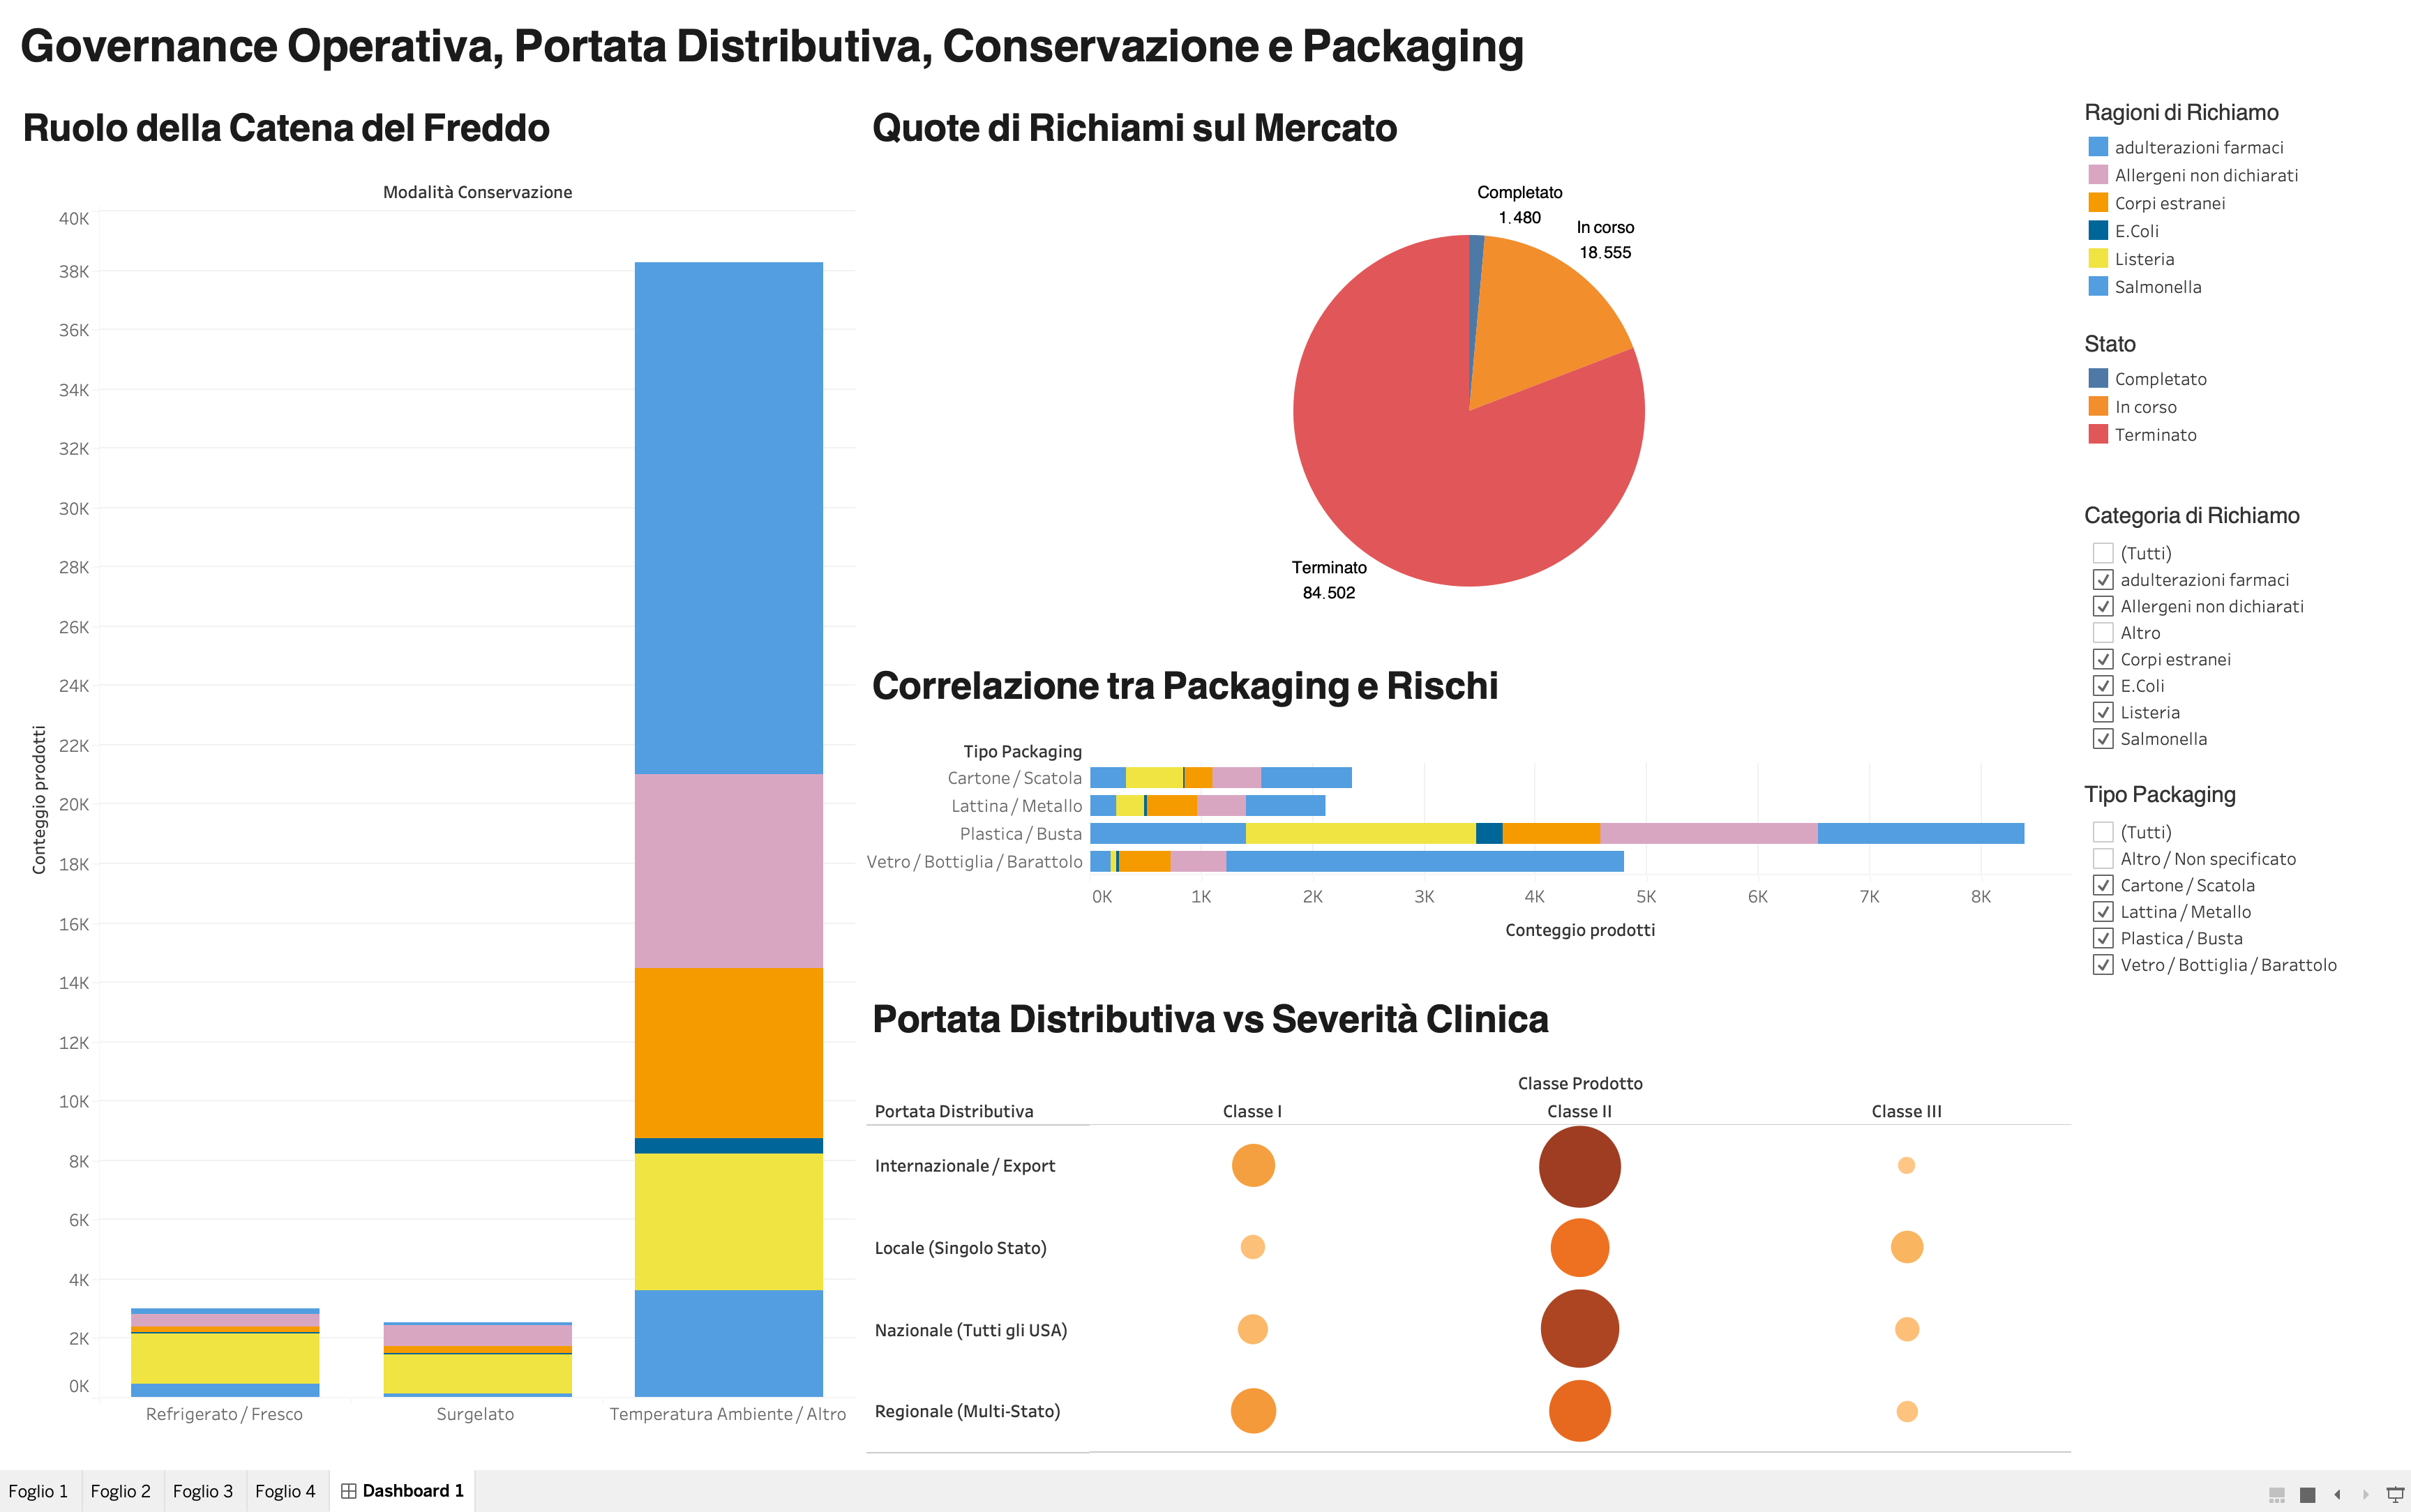 Governance Operativa, Portata Distributiva, Conservazione e Packaging
Ruolo della Catena del Freddo
Modalità Conservazione
Conteggio prodotti
40K
38K
36K
34K
32K
30K
28K
26K
24K
22K
20K
18K
16K
14K
12K
10K
8K
6K
4K
2K
0K
Refrigerato / Fresco
Surgelato
Temperatura Ambiente / Altro
Quote di Richiami sul Mercato
Completato
1.480
In corso
18.555
Terminato
84.502
Correlazione tra Packaging e Rischi
Tipo Packaging
Cartone / Scatola
Lattina / Metallo
Plastica / Busta
Vetro / Bottiglia / Barattolo
0K 1K 2K 3K 4K 5K 6K 7K 8K
Conteggio prodotti
Portata Distributiva vs Severità Clinica
Classe Prodotto
Portata Distributiva Classe I Classe II Classe III
Internazionale / Export
Locale (Singolo Stato)
Nazionale (Tutti gli USA)
Regionale (Multi-Stato)
Ragioni di Richiamo
adulterazioni farmaci
Allergeni non dichiarati
Corpi estranei
E.Coli
Listeria
Salmonella
Stato
Completato
In corso
Terminato
Categoria di Richiamo
(Tutti)
adulterazioni farmaci
Allergeni non dichiarati
Altro
Corpi estranei
E.Coli
Listeria
Salmonella
Tipo Packaging
(Tutti)
Altro / Non specificato
Cartone / Scatola
Lattina / Metallo
Plastica / Busta
Vetro / Bottiglia / Barattolo
Foglio 1 Foglio 2 Foglio 3 Foglio 4 Dashboard 1